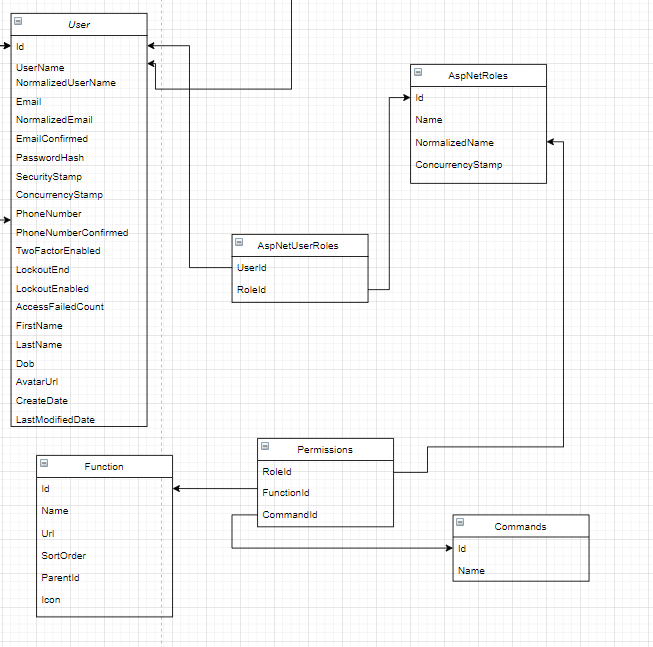 User
Id
UserName
NormalizedUserName
Email
NormalizedEmail
EmailConfirmed
PasswordHash
SecurityStamp
ConcurrencyStamp
PhoneNumber
PhoneNumberConfirmed
TwoFactorEnabled
LockoutEnd
LockoutEnabled
AccessFailedCount
FirstName
LastName
Dob
AvatarUrl
CreateDate
LastModifiedDate
AspNetRoles
Id
Name
NormalizedName
ConcurrencyStamp
AspNetUserRoles
UserId
RoleId
Permissions
RoleId
FunctionId
CommandId
Function
Id
Name
Url
SortOrder
ParentId
Icon
Commands
Id
Name